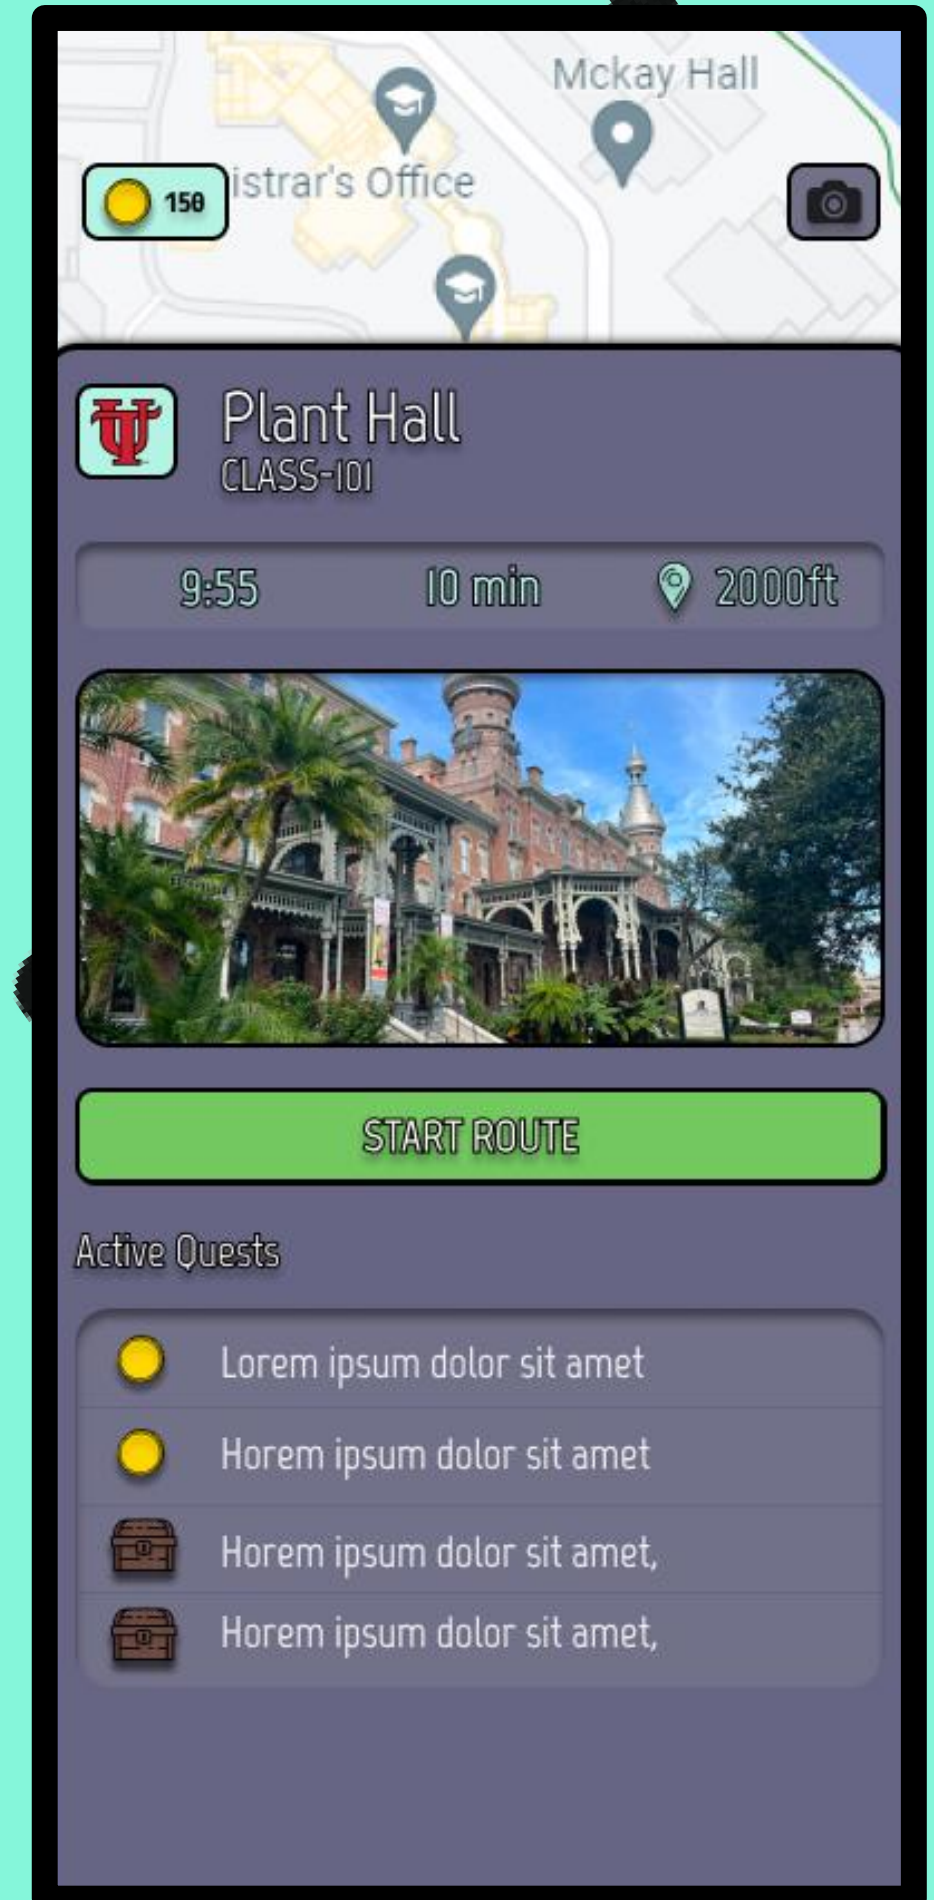 Mckay Hall
150
istrar's Office
Plant Hall
CLASS-101
9:55
10 min
2000ft
START ROUTE
Active Quests
Lorem ipsum dolor sit amet
Horem ipsum dolor sit amet
Horem ipsum dolor sit amet,
Horem ipsum dolor sit amet,